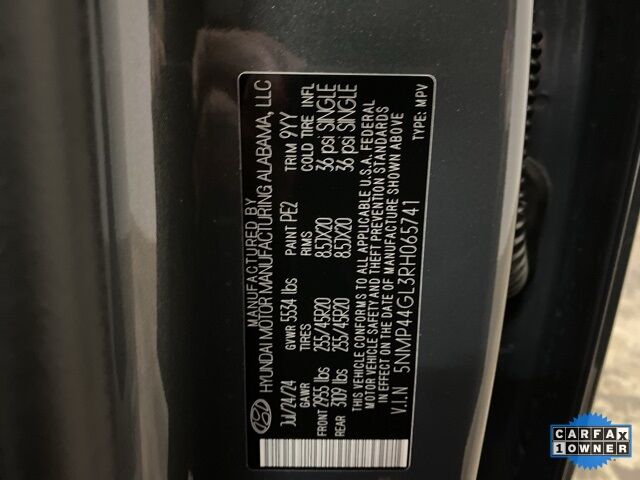 MANUFACTURED BY
HYUNDAI MOTOR MANUFACTURING ALABAMA, LLC
Jul/24/24 GVWR 5534 lbs PAINT PE2 TRIM 9YY
GAWR TIRES RIMS COLD TIRE INFL
FRONT 2955 lbs 255/45R20 8.5JX20 36 psi SINGLE
REAR 3109 lbs 255/45R20 8.5JX20 36 psi SINGLE
THIS VEHICLE CONFORMS TO ALL APPLICABLE U.S.A. FEDERAL
MOTOR VEHICLE SAFETY AND THEFT PREVENTION STANDARDS
IN EFFECT ON THE DATE OF MANUFACTURE SHOWN ABOVE
V.I.N 5NMP44GL3RH065741 TYPE: MPV
CARFAX
1 OWNER